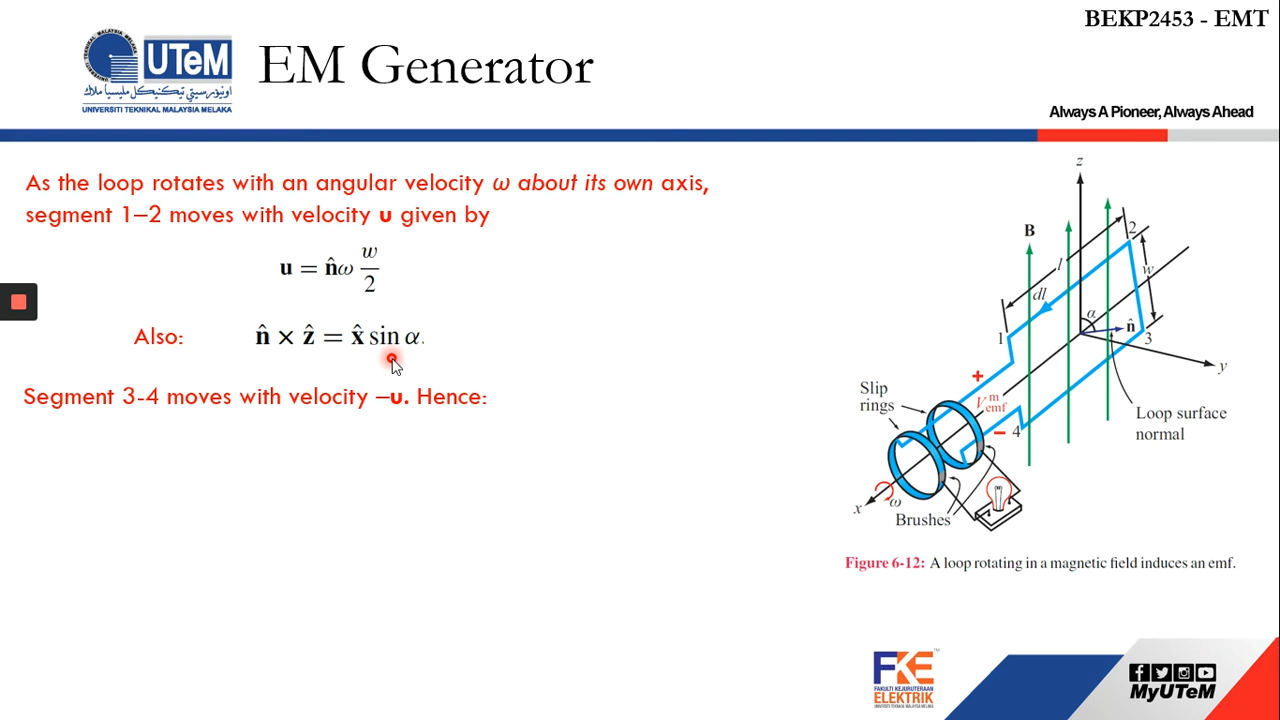 BEKP2453 - EMT
UTeM
اونيۏرسيتي تيكنيكل مليسيا ملاك
UNIVERSITI TEKNIKAL MALAYSIA MELAKA
EM Generator
Always A Pioneer, Always Ahead
As the loop rotates with an angular velocity ω about its own axis,
segment 1–2 moves with velocity u given by
u = n̂ω w/2
Also: n̂ × ẑ = x̂ sin α.
Segment 3-4 moves with velocity –u. Hence:
z
B
2
l
w
dl
α
n̂
1
3
y
+
Slip
rings
V^m_emf
− 4
Loop surface
normal
x
ω
Brushes
Figure 6-12: A loop rotating in a magnetic field induces an emf.
FKE
FAKULTI KEJURUTERAAN
ELEKTRIK
MyUTeM